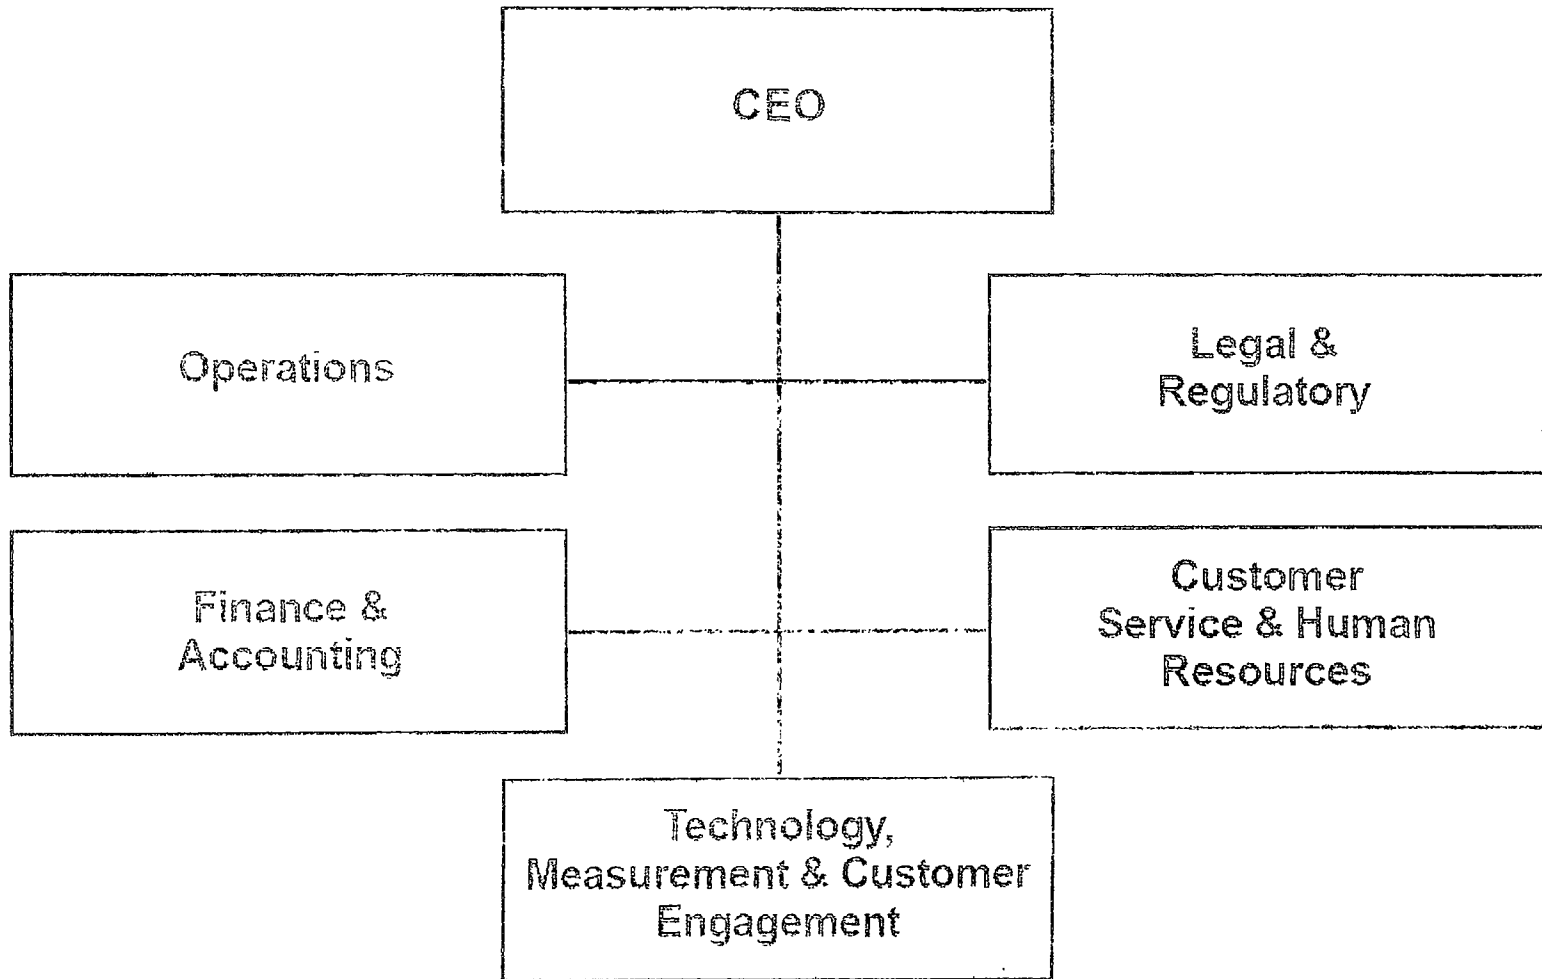 CEO
Operations
Legal &
Regulatory
Finance &
Accounting
Customer
Service & Human
Resources
Technology,
Measurement & Customer
Engagement